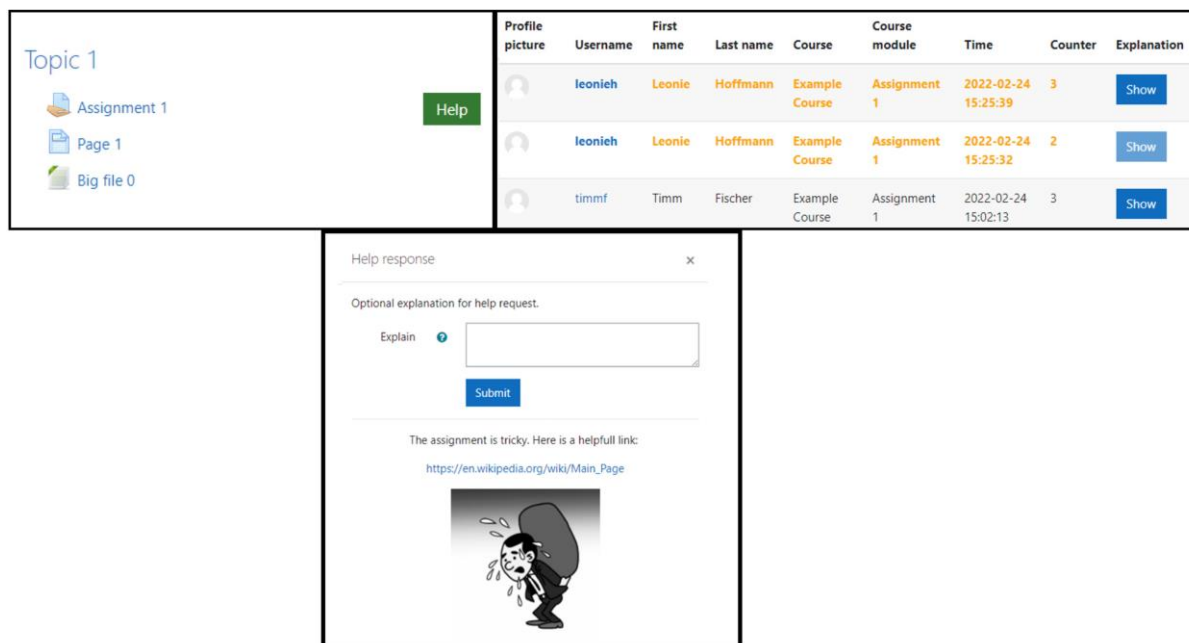 Topic 1
Assignment 1
Help
Page 1
Big file 0
Profile picture Username First name Last name Course Course module Time Counter Explanation
leonieh Leonie Hoffmann Example Course Assignment 1 2022-02-24 15:25:39 3 Show
leonieh Leonie Hoffmann Example Course Assignment 1 2022-02-24 15:25:32 2 Show
timmf Timm Fischer Example Course Assignment 1 2022-02-24 15:02:13 3 Show
Help response ×
Optional explanation for help request.
Explain ?
Submit
The assignment is tricky. Here is a helpfull link:
https://en.wikipedia.org/wiki/Main_Page